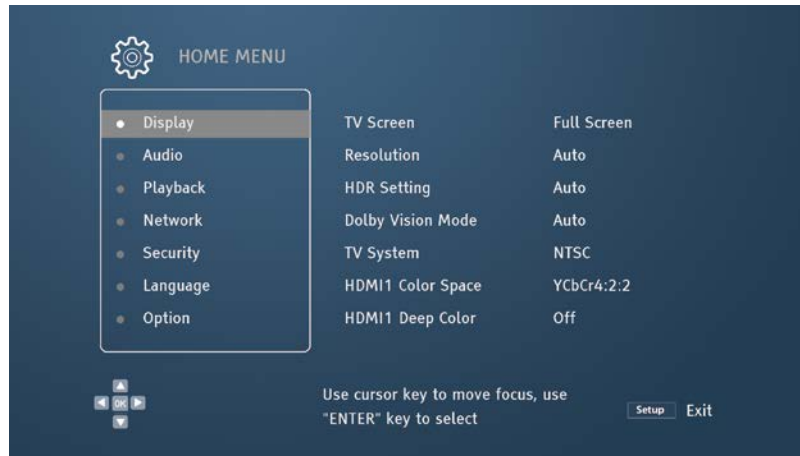 HOME MENU
Display TV Screen Full Screen
Audio Resolution Auto
Playback HDR Setting Auto
Network Dolby Vision Mode Auto
Security TV System NTSC
Language HDMI1 Color Space YCbCr4:2:2
Option HDMI1 Deep Color Off
OK
Use cursor key to move focus, use
"ENTER" key to select
Setup Exit